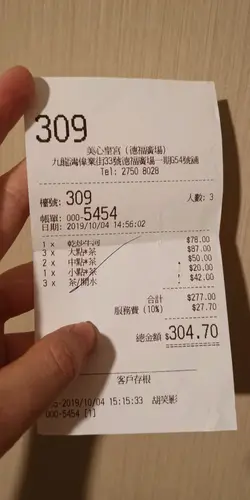 309
美心皇宮 (德福廣場)
九龍灣偉業街33號德福廣場一期G54號舖
Tel: 2750 8028
檯號: 309 人數: 3
帳單: 000-5454
日期: 2019/10/04 14:56:02
1 x 乾炒牛河 $78.00
3 x 大點*茶 $87.00
2 x 中點*茶 $50.00
1 x 小點*茶 $20.00
3 x 茶/開水 $42.00
合計 $277.00
服務費 (10%) $27.70
總金額 $304.70
客戶存根
-2019/10/04 15:15:33 胡笑影
000-5454 [1]